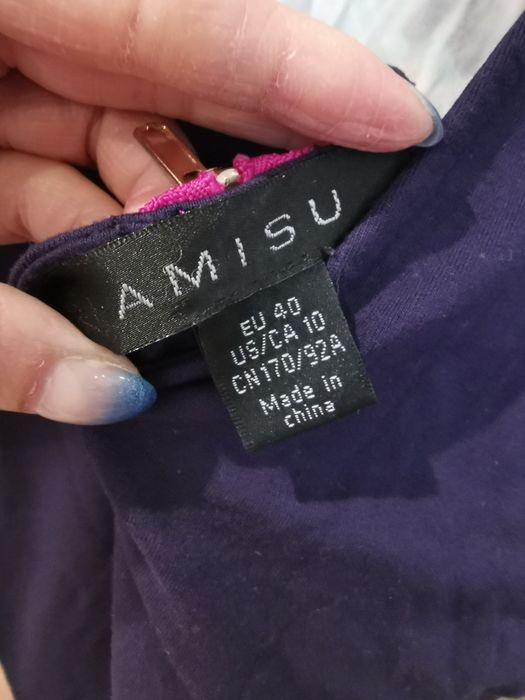 AMISU
EU 40
US/CA 10
CN170/92A
Made in
china